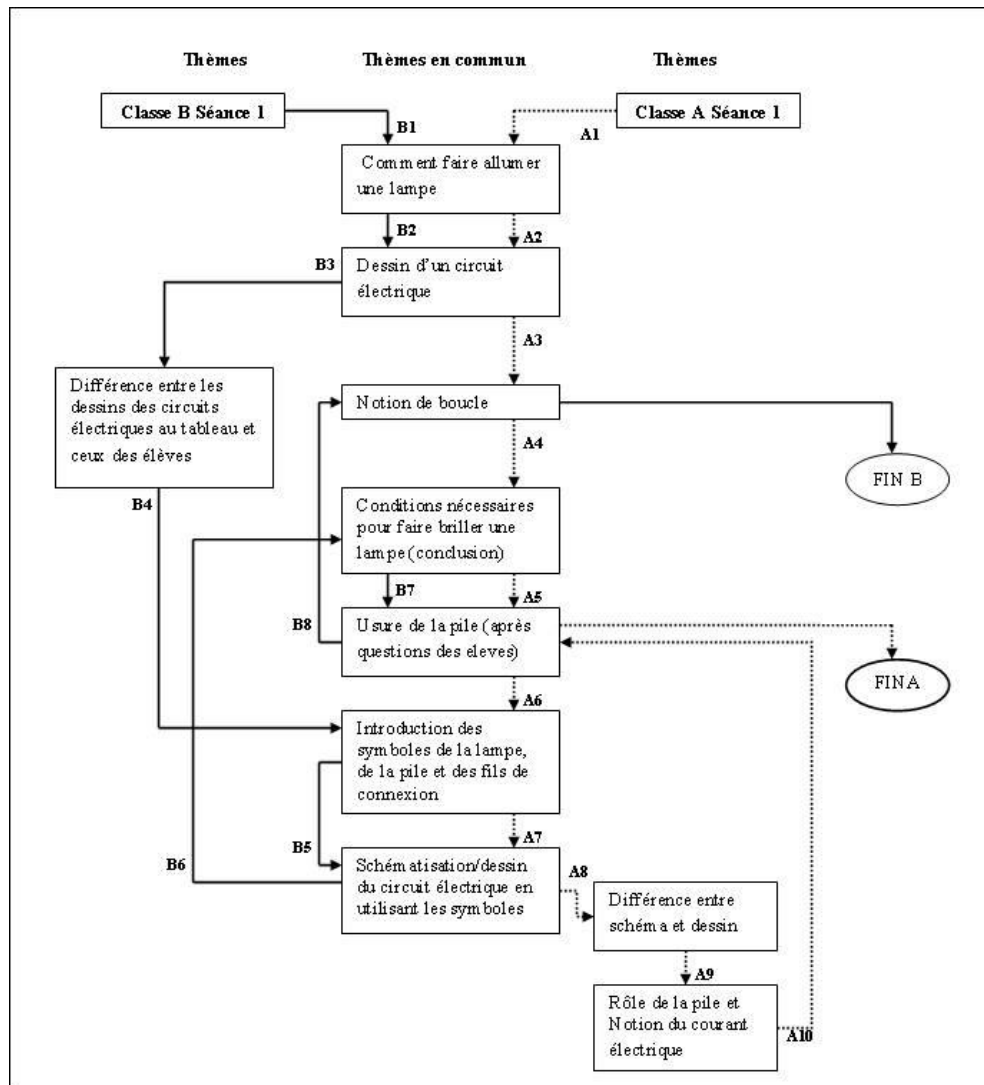 Thèmes
Thèmes en commun
Thèmes
Classe B Séance 1
Classe A Séance 1
B1
A1
Comment faire allumer
une lampe
B2
A2
B3
Dessin d'un circuit
électrique
A3
Différence entre les
dessins des circuits
électriques au tableau et
ceux des élèves
Notion de boucle
A4
FIN B
B4
Conditions nécessaires
pour faire briller une
lampe (conclusion)
B7
A5
B8
Usure de la pile (après
questions des eleves)
FIN A
A6
Introduction des
symboles de la lampe,
de la pile et des fils de
connexion
B5
A7
B6
Schématisation/dessin
du circuit électrique en
utilisant les symboles
A8
Différence entre
schéma et dessin
A9
Rôle de la pile et
Notion du courant
électrique
A10